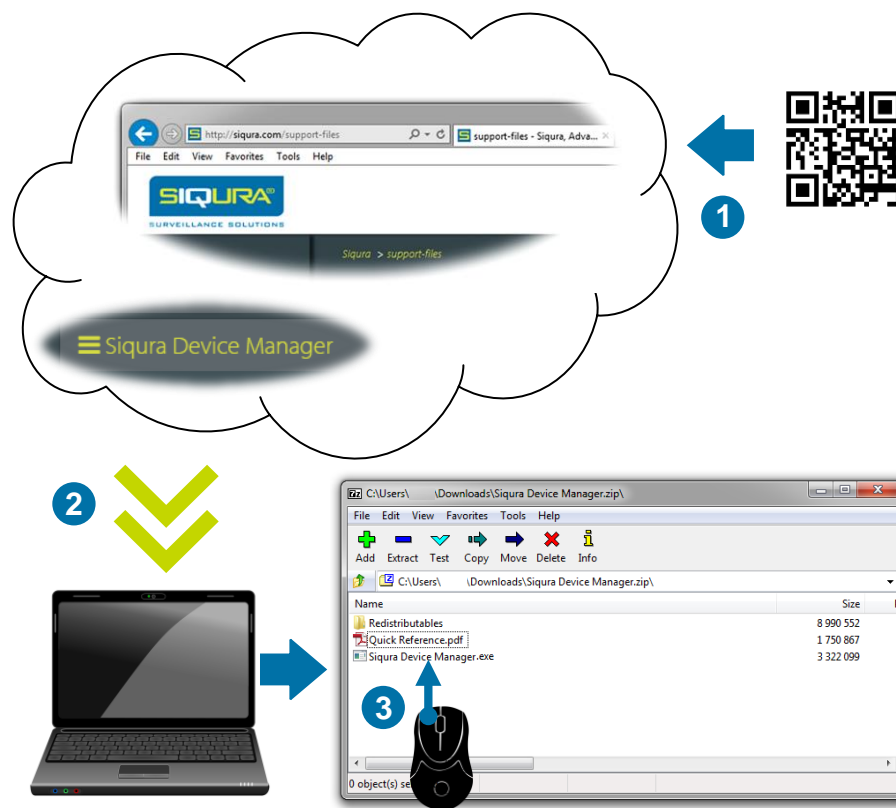 http://siqura.com/support-files
support-files - Siqura, Adva...
File Edit View Favorites Tools Help
SIQURA
SURVEILLANCE SOLUTIONS
Siqura > support-files
1
Siqura Device Manager
2
7z C:\Users\ \Downloads\Siqura Device Manager.zip\
File Edit View Favorites Tools Help
Add Extract Test Copy Move Delete Info
C:\Users\ \Downloads\Siqura Device Manager.zip\
Name Size
Redistributables 8 990 552
Quick Reference.pdf 1 750 867
Siqura Device Manager.exe 3 322 099
3
0 object(s) se